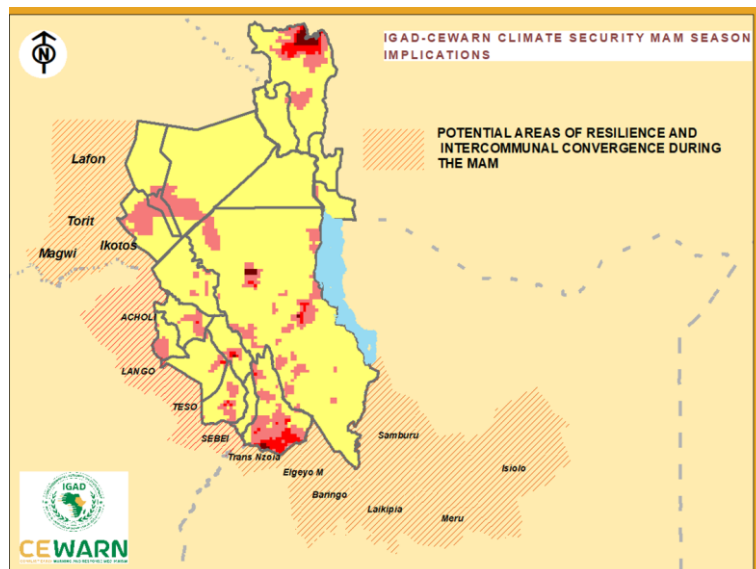 N
IGAD-CEWARN CLIMATE SECURITY MAM SEASON
IMPLICATIONS
POTENTIAL AREAS OF RESILIENCE AND
INTERCOMMUNAL CONVERGENCE DURING
THE MAM
Lafon
Torit
Ikotos
Magwi
ACHOLI
LANGO
TESO
SEBEI
Trans Nzoia
Elgeyo M
Samburu
Isiolo
Baringo
Laikipia
Meru
IGAD
CEWARN